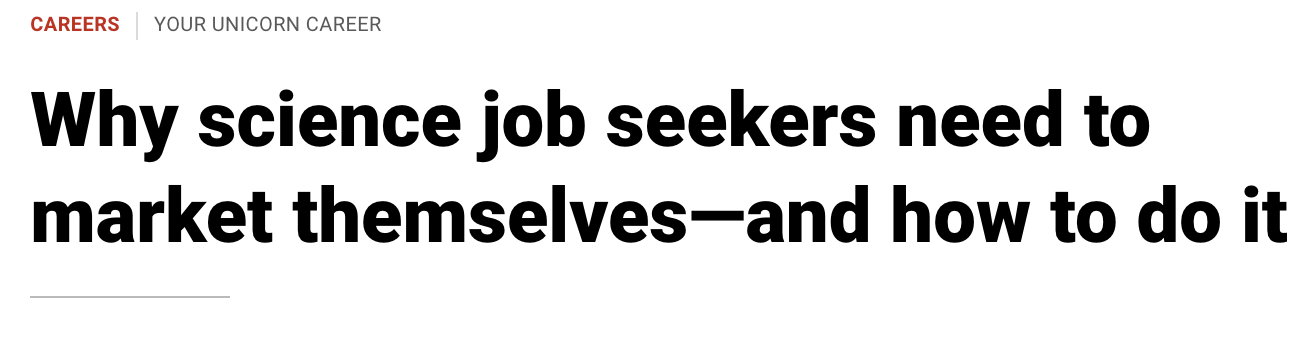 CAREERS YOUR UNICORN CAREER
Why science job seekers need to
market themselves—and how to do it